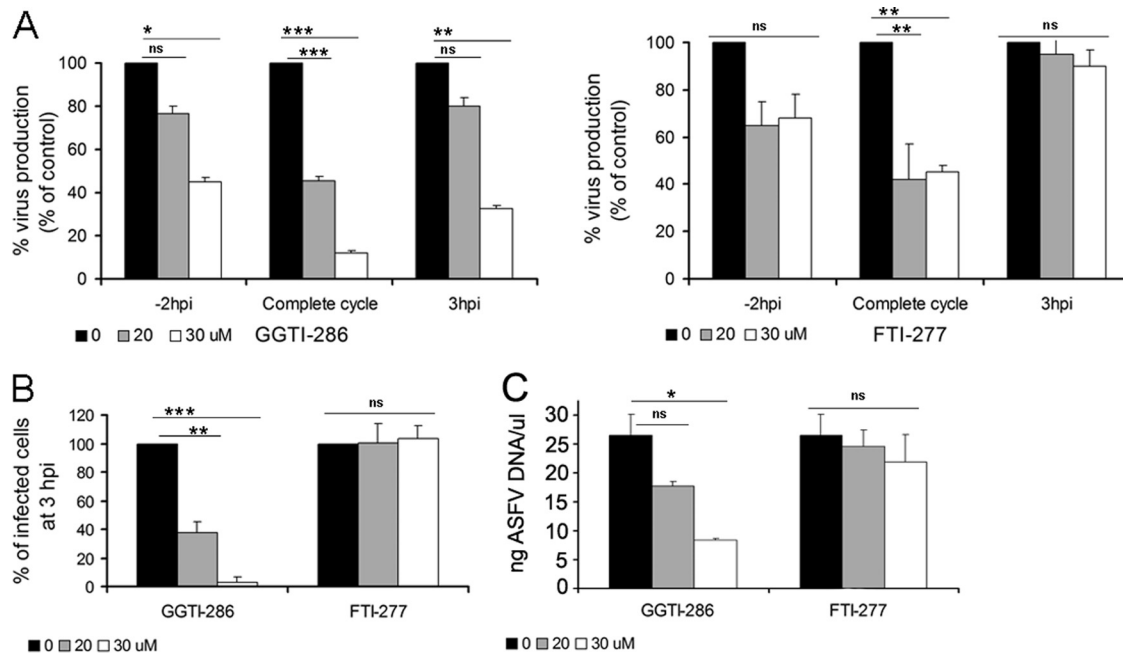 A
* *** **
ns *** ns
100
80
60
40
20
0
% virus production
(% of control)
-2hpi Complete cycle 3hpi
0 20 30 uM GGTI-286
ns ** ns
**
100
80
60
40
20
0
% virus production
(% of control)
-2hpi Complete cycle 3hpi
0 20 30 uM FTI-277
B
*** ns
**
120
100
80
60
40
20
0
% of infected cells
at 3 hpi
GGTI-286 FTI-277
0 20 30 uM
C
* ns
ns
30
25
20
15
10
5
0
ng ASFV DNA/ul
GGTI-286 FTI-277
0 20 30 uM